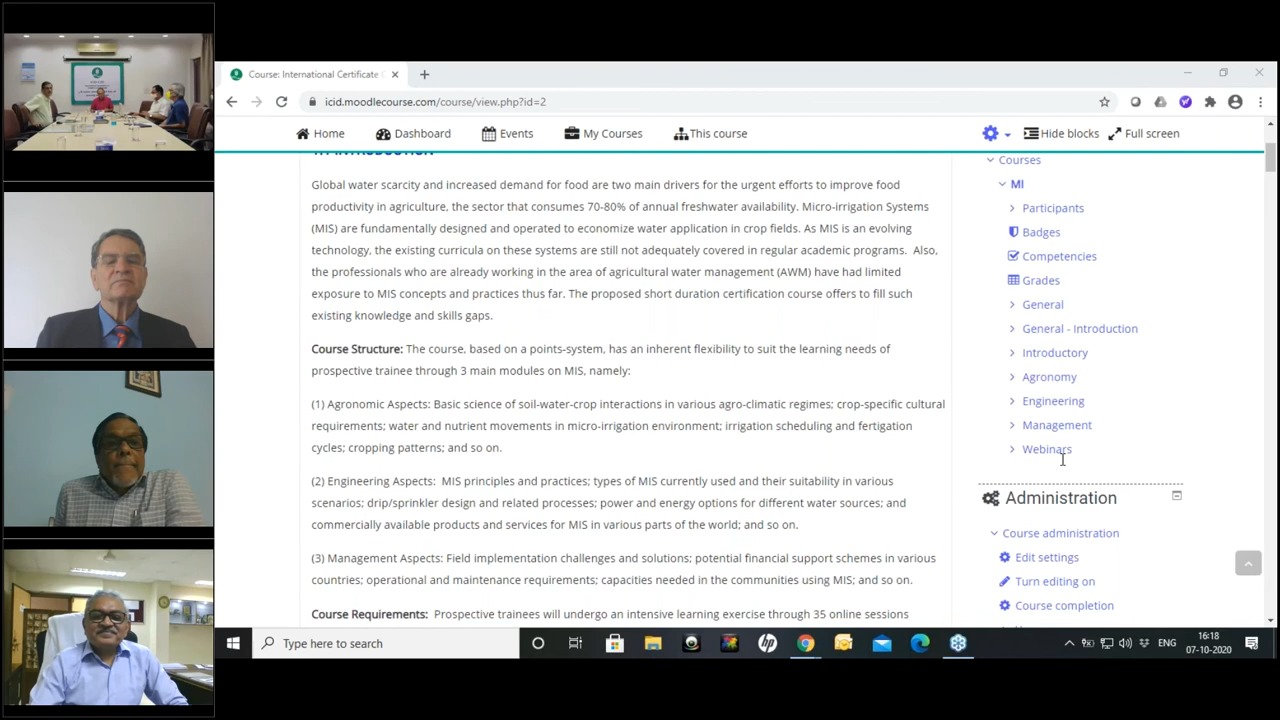 Course: International Certificate
icid.moodlecourse.com/course/view.php?id=2
Home Dashboard Events My Courses This course Hide blocks Full screen
Global water scarcity and increased demand for food are two main drivers for the urgent efforts to improve food
productivity in agriculture, the sector that consumes 70-80% of annual freshwater availability. Micro-irrigation Systems
(MIS) are fundamentally designed and operated to economize water application in crop fields. As MIS is an evolving
technology, the existing curricula on these systems are still not adequately covered in regular academic programs. Also,
the professionals who are already working in the area of agricultural water management (AWM) have had limited
exposure to MIS concepts and practices thus far. The proposed short duration certification course offers to fill such
existing knowledge and skills gaps.
Course Structure: The course, based on a points-system, has an inherent flexibility to suit the learning needs of
prospective trainee through 3 main modules on MIS, namely:
(1) Agronomic Aspects: Basic science of soil-water-crop interactions in various agro-climatic regimes; crop-specific cultural
requirements; water and nutrient movements in micro-irrigation environment; irrigation scheduling and fertigation
cycles; cropping patterns; and so on.
(2) Engineering Aspects: MIS principles and practices; types of MIS currently used and their suitability in various
scenarios; drip/sprinkler design and related processes; power and energy options for different water sources; and
commercially available products and services for MIS in various parts of the world; and so on.
(3) Management Aspects: Field implementation challenges and solutions; potential financial support schemes in various
countries; operational and maintenance requirements; capacities needed in the communities using MIS; and so on.
Course Requirements: Prospective trainees will undergo an intensive learning exercise through 35 online sessions
Courses
MI
Participants
Badges
Competencies
Grades
General
General - Introduction
Introductory
Agronomy
Engineering
Management
Webinars
Administration
Course administration
Edit settings
Turn editing on
Course completion
Type here to search
ENG
16:18
07-10-2020